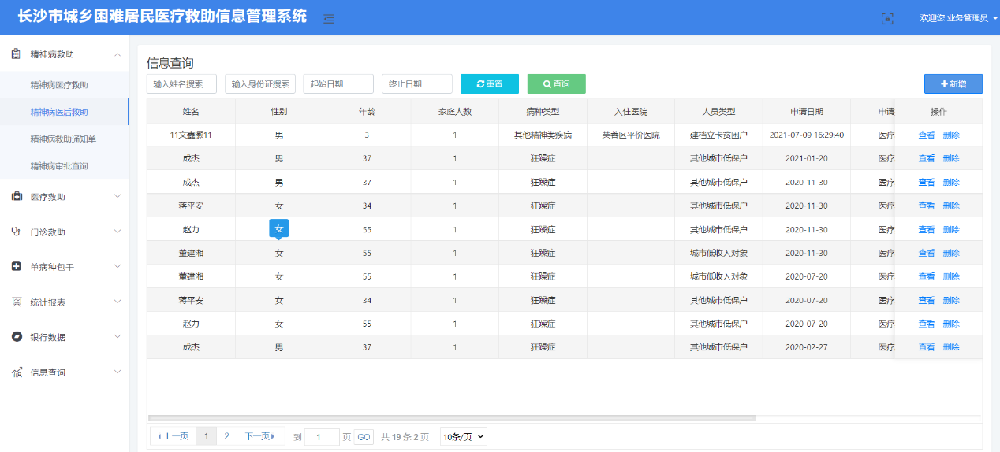 长沙市城乡困难居民医疗救助信息管理系统
欢迎您 业务管理员
精神病救助
精神病医疗救助
精神病医后救助
精神病救助通知单
精神病审批查询
医疗救助
门诊救助
单病种包干
统计报表
银行数据
信息查询
信息查询
输入姓名搜索 输入身份证搜索 起始日期 终止日期 重置 查询 新增
姓名 性别 年龄 家庭人数 病种类型 入住医院 人员类型 申请日期 申请 操作
11文鑫灏11 男 3 1 其他精神类疾病 芙蓉区平价医院 建档立卡贫困户 2021-07-09 16:29:40 医疗 查看 删除
成杰 男 37 1 狂躁症 其他城市低保户 2021-01-20 医疗 查看 删除
成杰 男 37 1 狂躁症 其他城市低保户 2020-11-30 医疗 查看 删除
蒋平安 女 34 1 狂躁症 其他城市低保户 2020-11-30 医疗 查看 删除
赵力 女 55 1 狂躁症 其他城市低保户 2020-11-30 医疗 查看 删除
董建湘 女 55 1 狂躁症 城市低收入对象 2020-11-30 医疗 查看 删除
董建湘 女 55 1 狂躁症 城市低收入对象 2020-07-20 医疗 查看 删除
蒋平安 女 34 1 狂躁症 其他城市低保户 2020-07-20 医疗 查看 删除
赵力 女 55 1 狂躁症 其他城市低保户 2020-07-20 医疗 查看 删除
成杰 男 37 1 狂躁症 其他城市低保户 2020-02-27 医疗 查看 删除
上一页 1 2 下一页 到 1 页 GO 共 19 条 2 页 10条/页